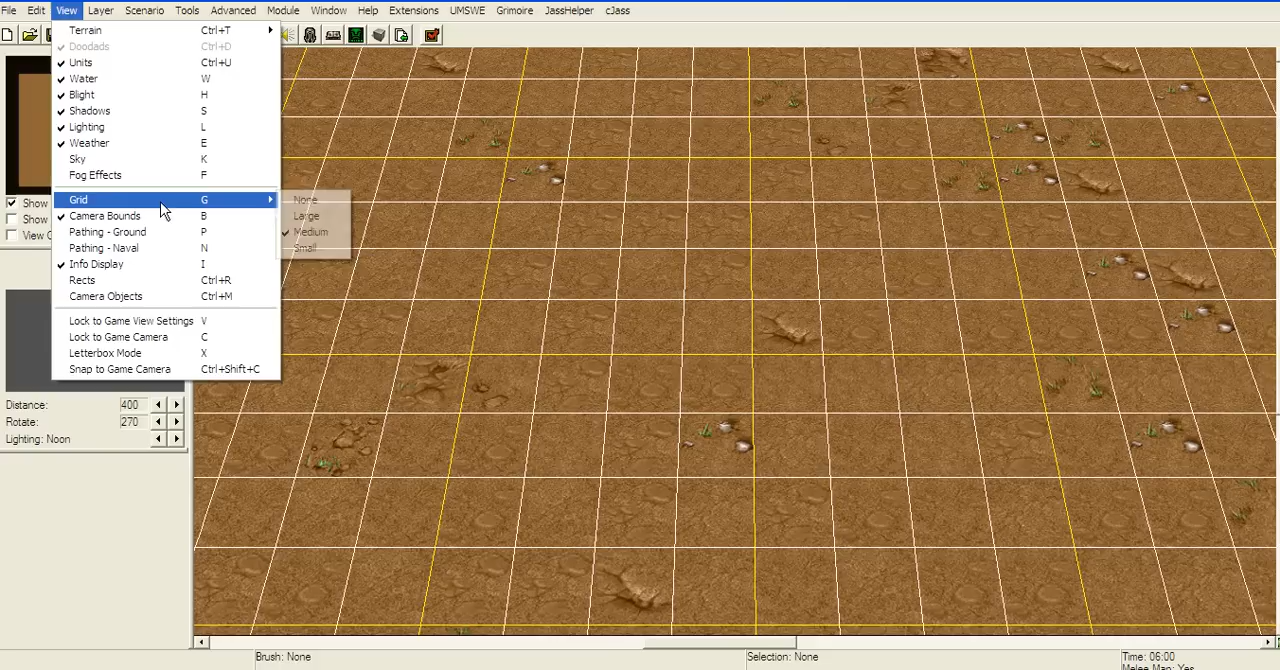 File Edit View Layer Scenario Tools Advanced Module Window Help Extensions UMSWE Grimoire JassHelper cJass
Terrain Ctrl+T
Doodads Ctrl+D
Units Ctrl+U
Water W
Blight H
Shadows S
Lighting L
Weather E
Sky K
Fog Effects F
Grid G
Camera Bounds B
Pathing - Ground P
Pathing - Naval N
Info Display I
Rects Ctrl+R
Camera Objects Ctrl+M
Lock to Game View Settings V
Lock to Game Camera C
Letterbox Mode X
Snap to Game Camera Ctrl+Shift+C
None
Large
Medium
Small
Show
Show
View
Distance: 400
Rotate: 270
Lighting: Noon
Brush: None
Selection: None
Time: 06:00
Melee Map: Yes